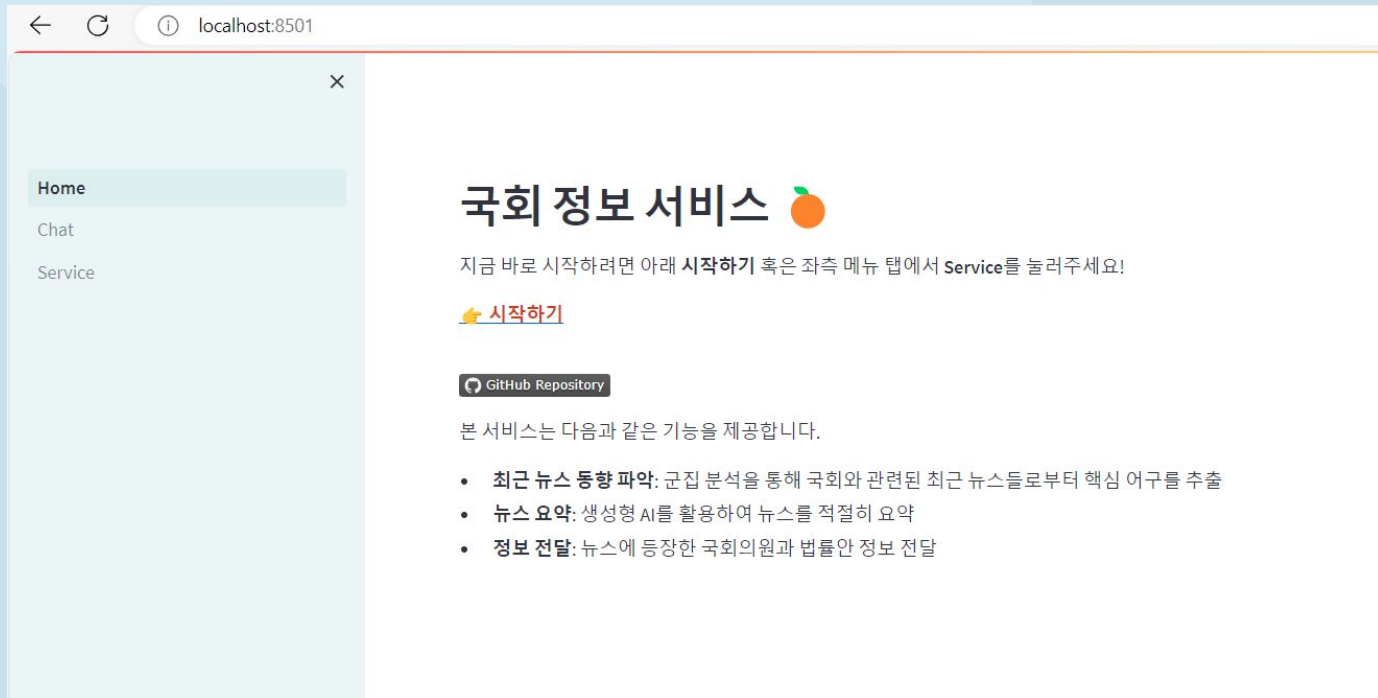 localhost:8501
Home
Chat
Service
국회 정보 서비스
지금 바로 시작하려면 아래 시작하기 혹은 좌측 메뉴 탭에서 Service를 눌러주세요!
시작하기
GitHub Repository
본 서비스는 다음과 같은 기능을 제공합니다.
• 최근 뉴스 동향 파악: 군집 분석을 통해 국회와 관련된 최근 뉴스들로부터 핵심 어구를 추출
• 뉴스 요약: 생성형 AI를 활용하여 뉴스를 적절히 요약
• 정보 전달: 뉴스에 등장한 국회의원과 법률안 정보 전달